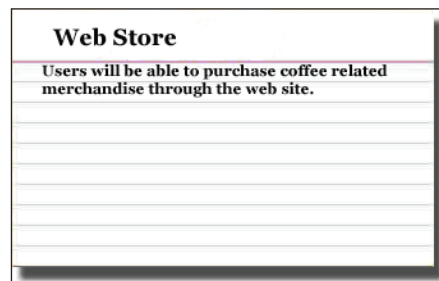 Web Store
Users will be able to purchase coffee related
merchandise through the web site.